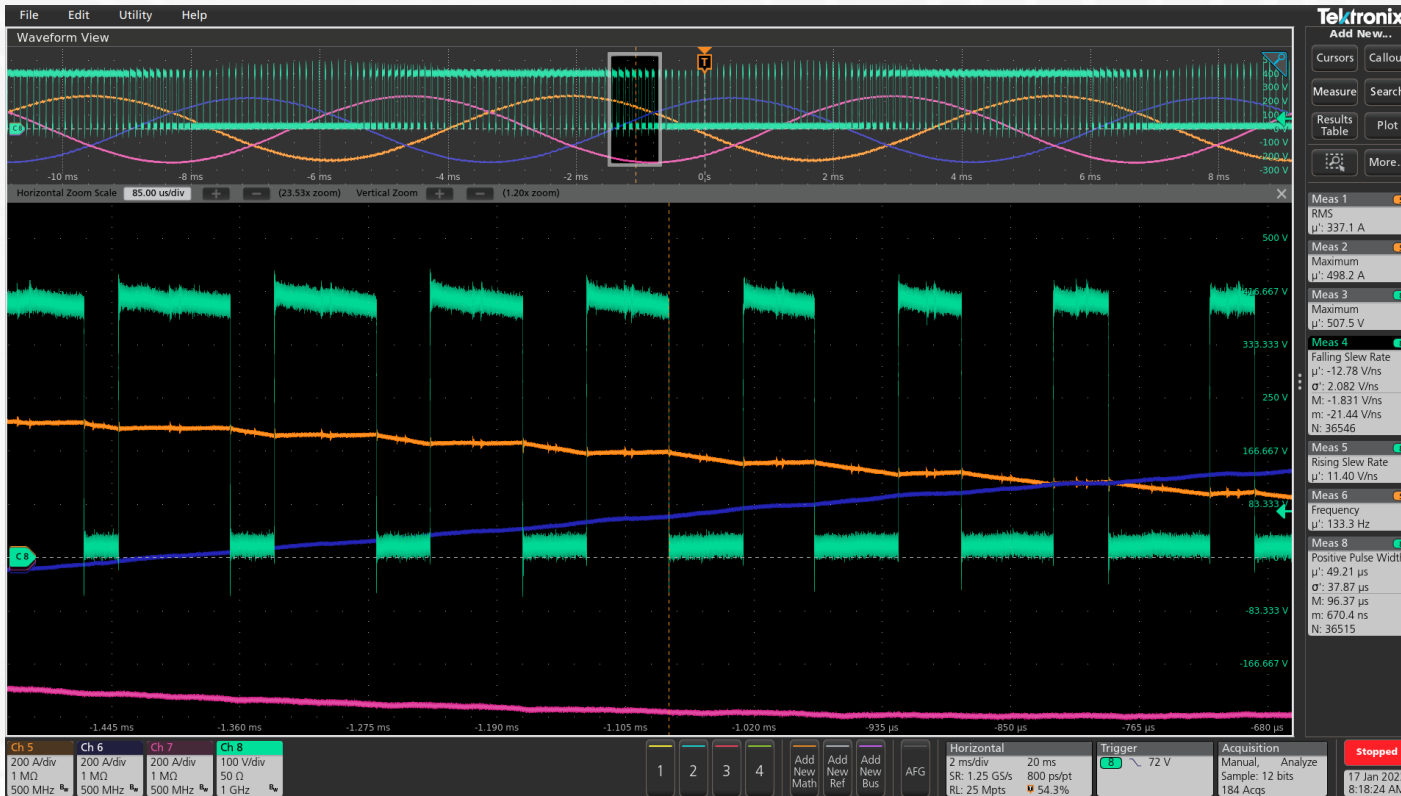 File Edit Utility Help
Tektronix
Waveform View
Add New...
Cursors
Measure
Results
Table
Plot
More...
T
400 V
300 V
200 V
-100 V
-300 V
-10 ms -8 ms -6 ms -4 ms -2 ms 0 s 2 ms 4 ms 6 ms 8 ms
Horizontal Zoom Scale 85.00 us/div + − (23.53x zoom) Vertical Zoom + − (1.20x zoom)
500 V
333.333 V
250 V
166.667 V
83.333 V
C 8
-83.333 V
-166.667 V
-1.445 ms -1.360 ms -1.275 ms -1.190 ms -1.105 ms -1.020 ms -935 µs -850 µs -765 µs -680 µs
Meas 1
RMS
µ': 337.1 A
Meas 2
Maximum
µ': 498.2 A
Meas 3
Maximum
µ': 507.5 V
Meas 4
Falling Slew Rate
µ': -12.78 V/ns
σ': 2.082 V/ns
M: -1.831 V/ns
m: -21.44 V/ns
N: 36546
Meas 5
Rising Slew Rate
µ': 11.40 V/ns
Meas 6
Frequency
µ': 133.3 Hz
Meas 8
Positive Pulse Width
µ': 49.21 µs
σ': 37.87 µs
M: 96.37 µs
m: 670.4 ns
N: 36515
Ch 5
200 A/div
1 MΩ
500 MHz Bw
Ch 6
200 A/div
1 MΩ
500 MHz Bw
Ch 7
200 A/div
1 MΩ
500 MHz Bw
Ch 8
100 V/div
50 Ω
1 GHz Bw
1 2 3 4
Add
New
Math
Add
New
Ref
Add
New
Bus
AFG
Horizontal
2 ms/div 20 ms
SR: 1.25 GS/s 800 ps/pt
RL: 25 Mpts 54.3%
Trigger
8 72 V
Acquisition
Manual, Analyze
Sample: 12 bits
184 Acqs
Stopped
17 Jan
8:18:24 AM